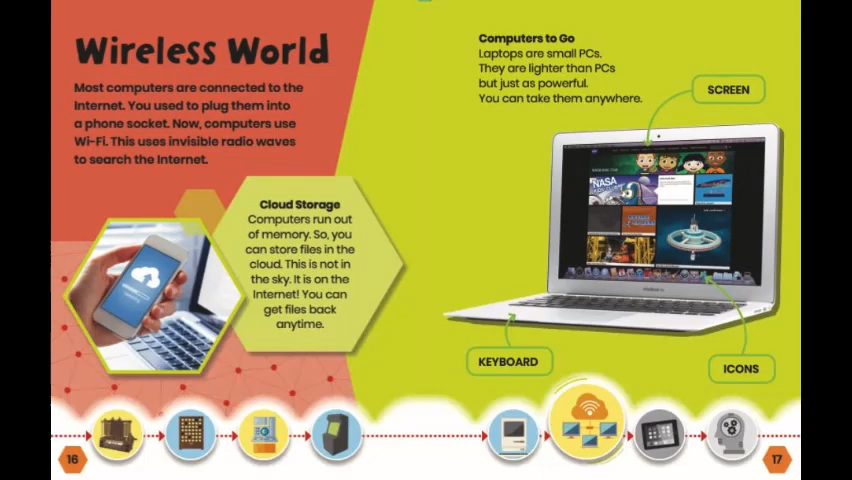 Wireless World
Most computers are connected to the
Internet. You used to plug them into
a phone socket. Now, computers use
Wi-Fi. This uses invisible radio waves
to search the Internet.
Cloud Storage
Computers run out
of memory. So, you
can store files in the
cloud. This is not in
the sky. It is on the
Internet! You can
get files back
anytime.
Computers to Go
Laptops are small PCs.
They are lighter than PCs
but just as powerful.
You can take them anywhere.
SCREEN
NASA
KEYBOARD
ICONS
16
17